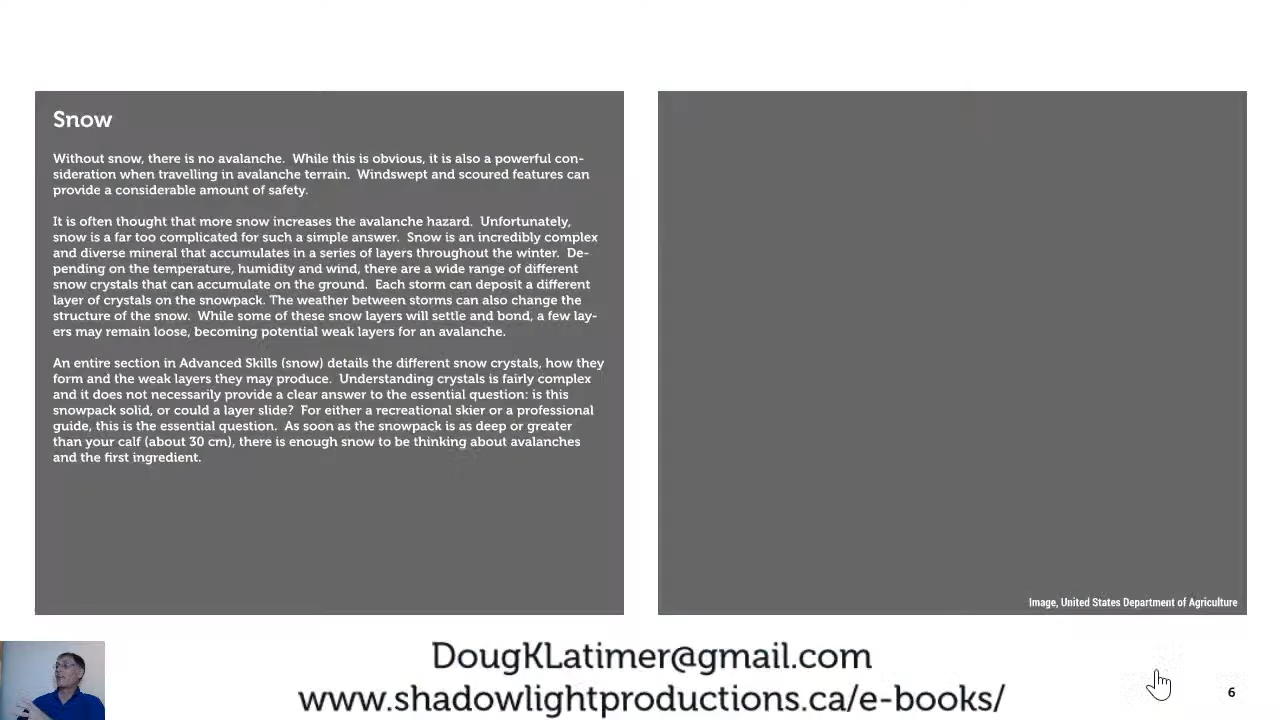 Snow
Without snow, there is no avalanche.  While this is obvious, it is also a powerful con-
sideration when travelling in avalanche terrain.  Windswept and scoured features can
provide a considerable amount of safety.
It is often thought that more snow increases the avalanche hazard.  Unfortunately,
snow is a far too complicated for such a simple answer.  Snow is an incredibly complex
and diverse mineral that accumulates in a series of layers throughout the winter.  De-
pending on the temperature, humidity and wind, there are a wide range of different
snow crystals that can accumulate on the ground.  Each storm can deposit a different
layer of crystals on the snowpack. The weather between storms can also change the
structure of the snow.  While some of these snow layers will settle and bond, a few lay-
ers may remain loose, becoming potential weak layers for an avalanche.
An entire section in Advanced Skills (snow) details the different snow crystals, how they
form and the weak layers they may produce.  Understanding crystals is fairly complex
and it does not necessarily provide a clear answer to the essential question: is this
snowpack solid, or could a layer slide?  For either a recreational skier or a professional
guide, this is the essential question.  As soon as the snowpack is as deep or greater
than your calf (about 30 cm), there is enough snow to be thinking about avalanches
and the first ingredient.
Image, United States Department of Agriculture
DougKLatimer@gmail.com
www.shadowlightproductions.ca/e-books/
6